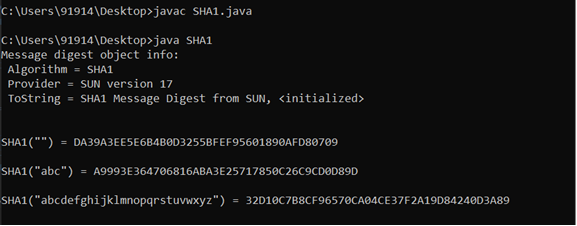 C:\Users\91914\Desktop>javac SHA1.java
C:\Users\91914\Desktop>java SHA1
Message digest object info:
Algorithm = SHA1
Provider = SUN version 17
ToString = SHA1 Message Digest from SUN, <initialized>
SHA1("") = DA39A3EE5E6B4B0D3255BFEF95601890AFD80709
SHA1("abc") = A9993E364706816ABA3E25717850C26C9CD0D89D
SHA1("abcdefghijklmnopqrstuvwxyz") = 32D10C7B8CF96570CA04CE37F2A19D84240D3A89